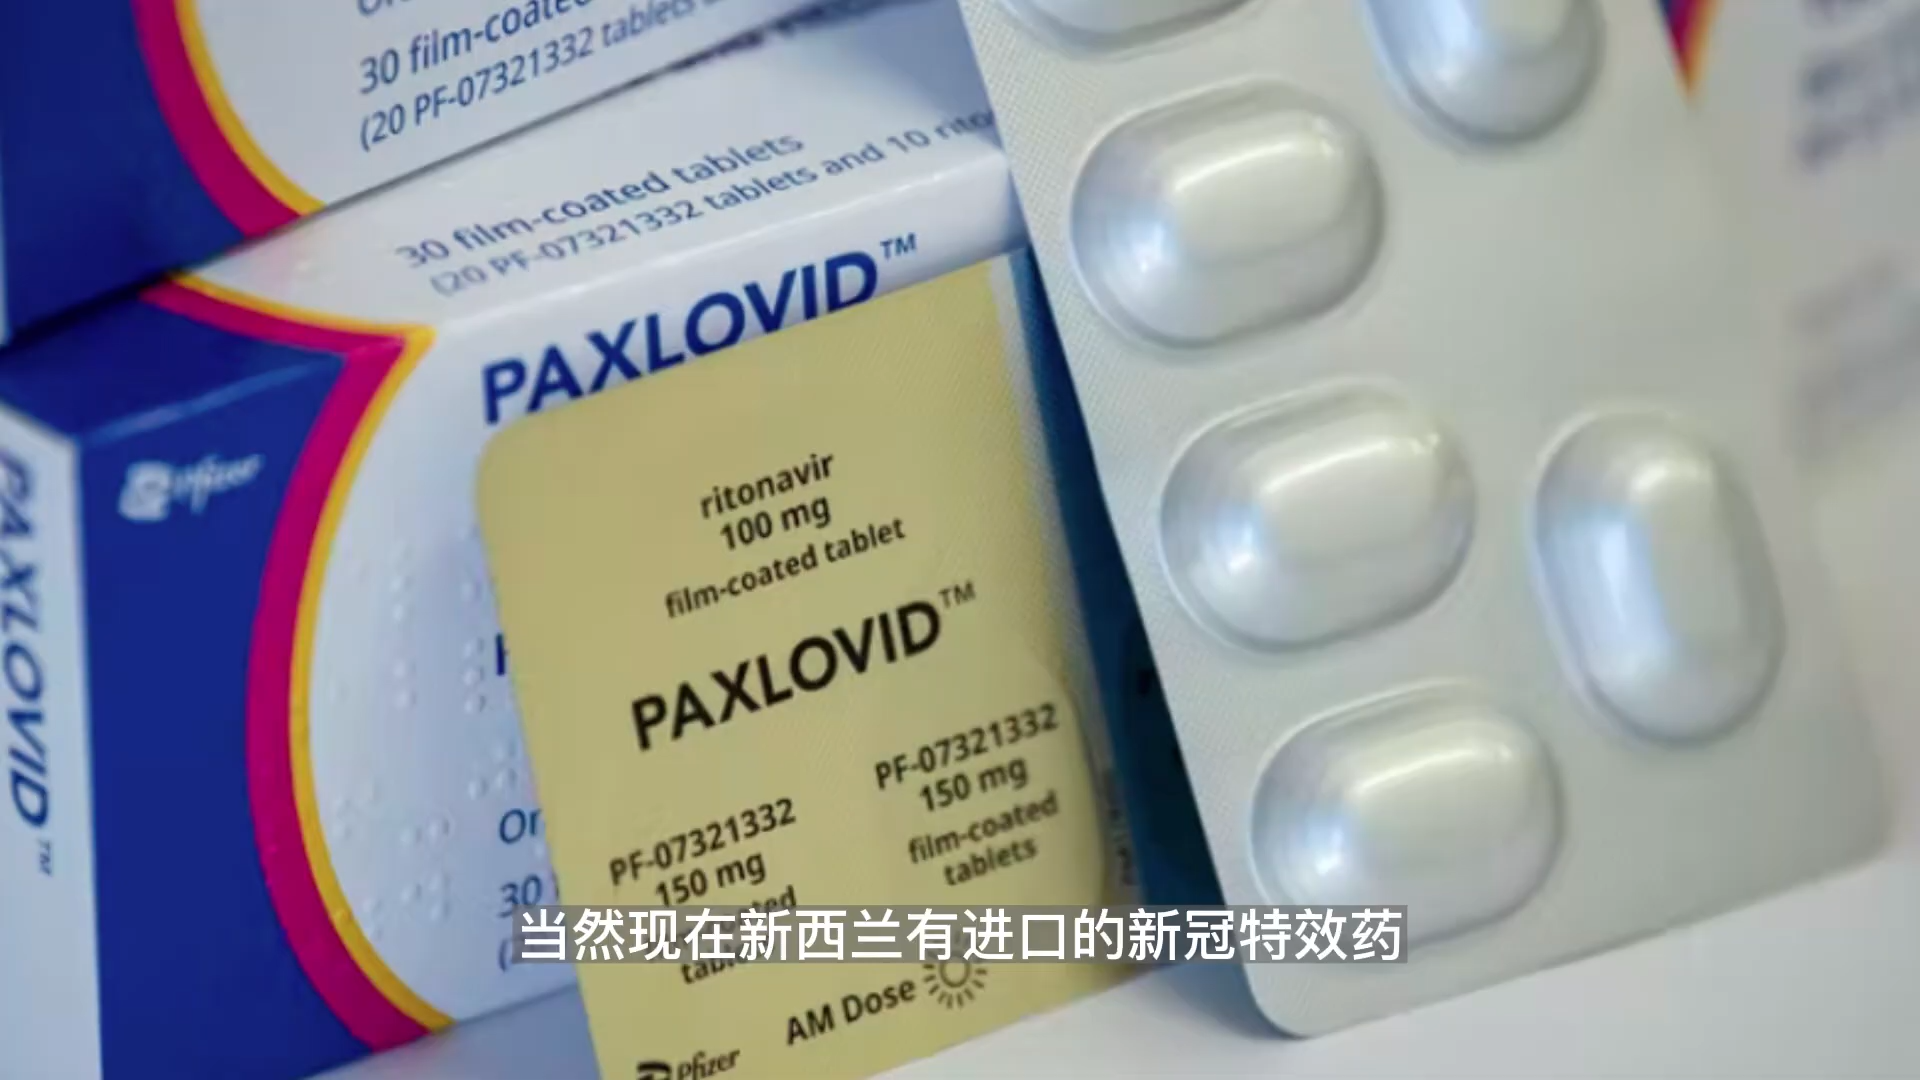 30 film-coated
(20 PF-07321332 tablets
30 film-coated tablets
(20 PF-07321332 tablets and 10
PAXLOVID™
Pfizer
PAXLOVID™
ritonavir
100 mg
film-coated tablet
PAXLOVID™
PF-07321332
150 mg
film-coated
tablets
PF-07321332
150 mg
30
当然现在新西兰有进口的新冠特效药
AM Dose
Pfizer